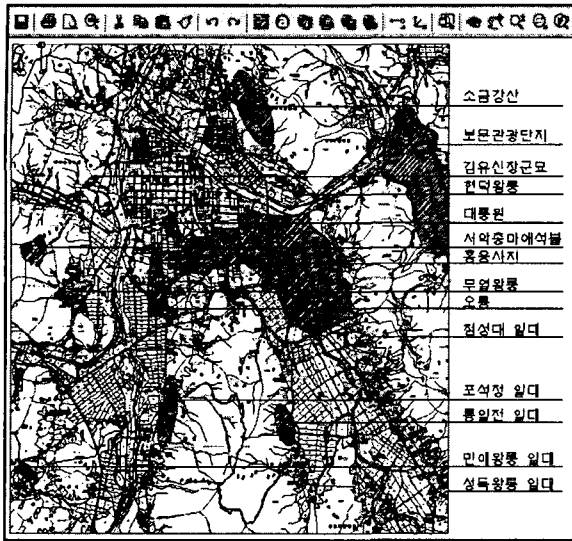 소금강산
보문관광단지
김유신장군묘
헌덕왕릉
대릉원
서악동마애석불
흥륜사지
무열왕릉
오릉
첨성대 일대
포석정 일대
통일전 일대
민애왕릉 일대
성덕왕릉 일대